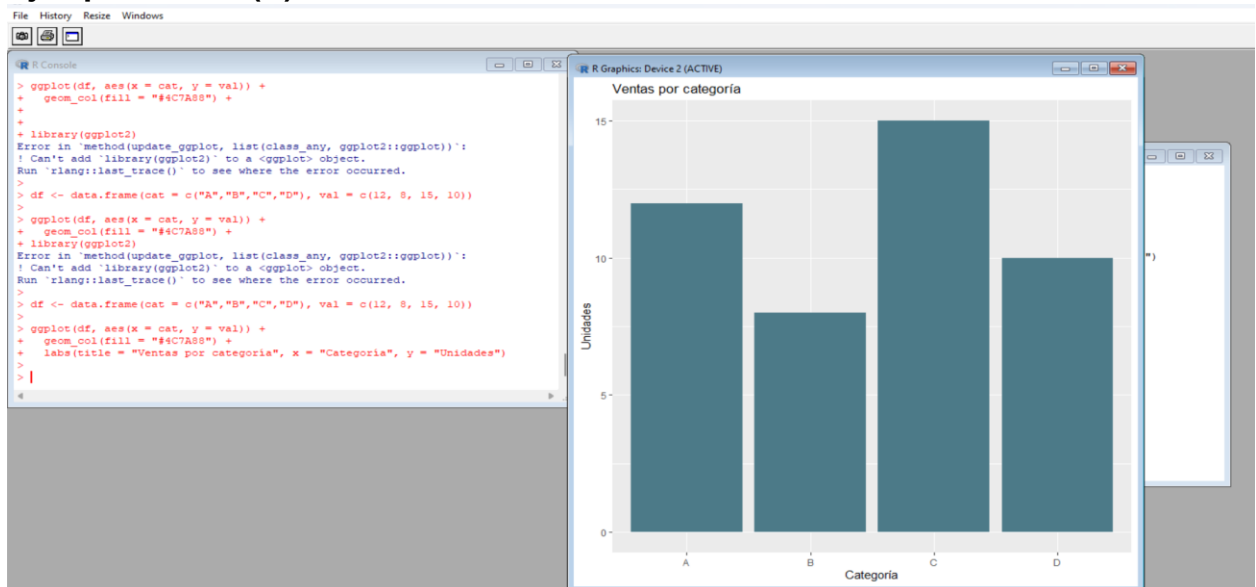 File History Resize Windows
R Console
> ggplot(df, aes(x = cat, y = val)) +
+   geom_col(fill = "#4C7A88") +
+
+
+ library(ggplot2)
Error in `method(update_ggplot, list(class_any, ggplot2::ggplot))`:
! Can't add `library(ggplot2)` to a <ggplot> object.
Run `rlang::last_trace()` to see where the error occurred.
>
> df <- data.frame(cat = c("A","B","C","D"), val = c(12, 8, 15, 10))
>
> ggplot(df, aes(x = cat, y = val)) +
+   geom_col(fill = "#4C7A88") +
+ library(ggplot2)
Error in `method(update_ggplot, list(class_any, ggplot2::ggplot))`:
! Can't add `library(ggplot2)` to a <ggplot> object.
Run `rlang::last_trace()` to see where the error occurred.
>
> df <- data.frame(cat = c("A","B","C","D"), val = c(12, 8, 15, 10))
>
> ggplot(df, aes(x = cat, y = val)) +
+   geom_col(fill = "#4C7A88") +
+   labs(title = "Ventas por categoría", x = "Categoría", y = "Unidades")
>
>
R Graphics: Device 2 (ACTIVE)
Ventas por categoría
Unidades
15
10
5
0
A B C D
Categoría
")